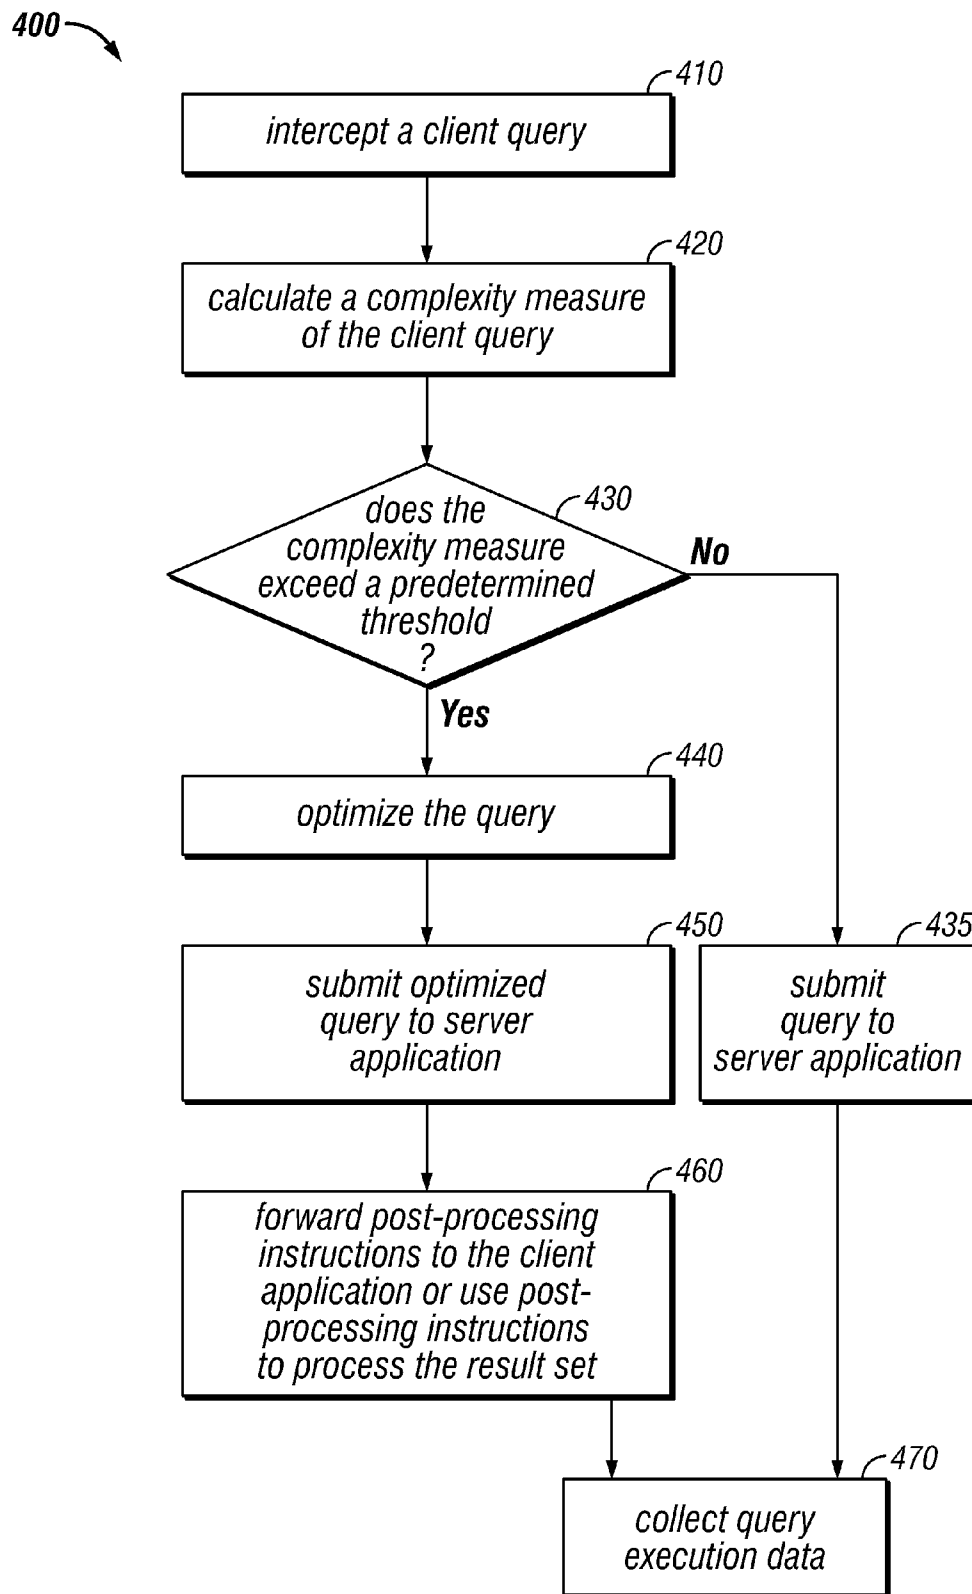 400
410
intercept a client query
420
calculate a complexity measure
of the client query
430
does the
complexity measure
exceed a predetermined
threshold
?
No
Yes
440
optimize the query
450
submit optimized
query to server
application
435
submit
query to
server application
460
forward post-processing
instructions to the client
application or use post-
processing instructions
to process the result set
470
collect query
execution data